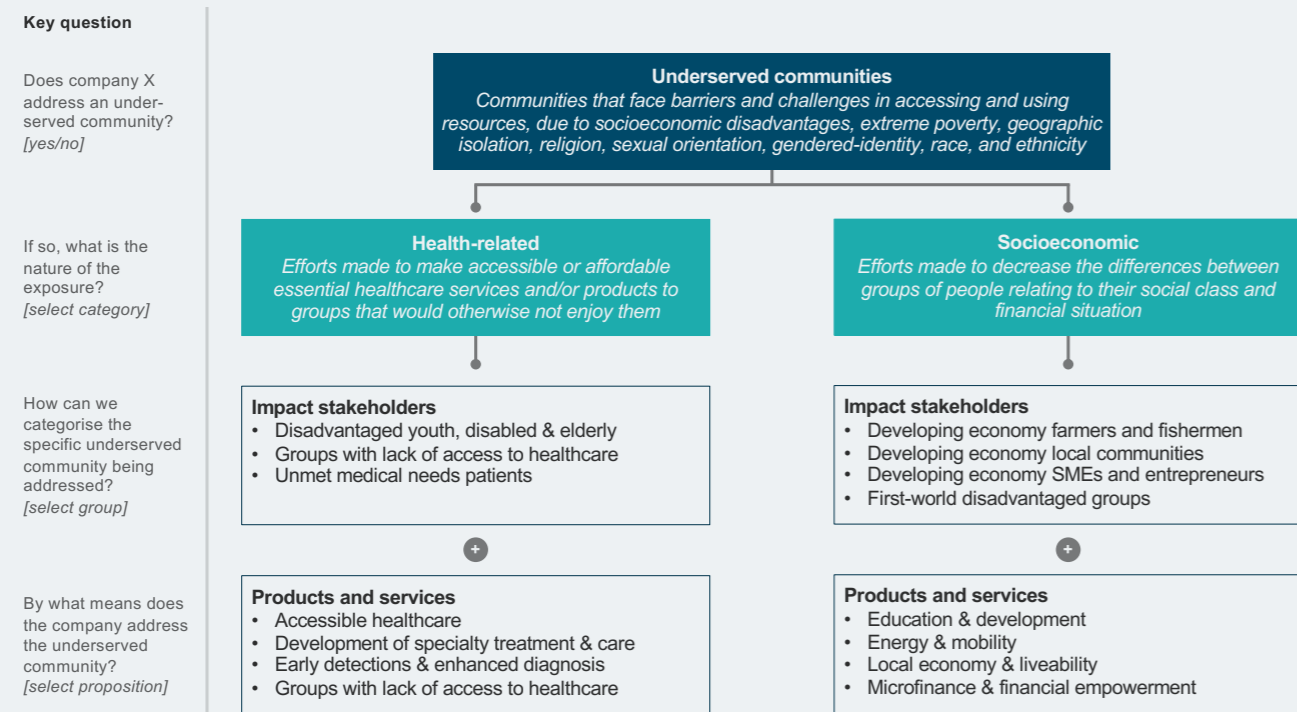 Key question
Does company X
address an under-
served community?
[yes/no]
Underserved communities
Communities that face barriers and challenges in accessing and using
resources, due to socioeconomic disadvantages, extreme poverty, geographic
isolation, religion, sexual orientation, gendered-identity, race, and ethnicity
If so, what is the
nature of the
exposure?
[select category]
Health-related
Efforts made to make accessible or affordable
essential healthcare services and/or products to
groups that would otherwise not enjoy them
Socioeconomic
Efforts made to decrease the differences between
groups of people relating to their social class and
financial situation
How can we
categorise the
specific underserved
community being
addressed?
[select group]
Impact stakeholders
• Disadvantaged youth, disabled & elderly
• Groups with lack of access to healthcare
• Unmet medical needs patients
Impact stakeholders
• Developing economy farmers and fishermen
• Developing economy local communities
• Developing economy SMEs and entrepreneurs
• First-world disadvantaged groups
+
+
By what means does
the company address
the underserved
community?
[select proposition]
Products and services
• Accessible healthcare
• Development of specialty treatment & care
• Early detections & enhanced diagnosis
• Groups with lack of access to healthcare
Products and services
• Education & development
• Energy & mobility
• Local economy & liveability
• Microfinance & financial empowerment